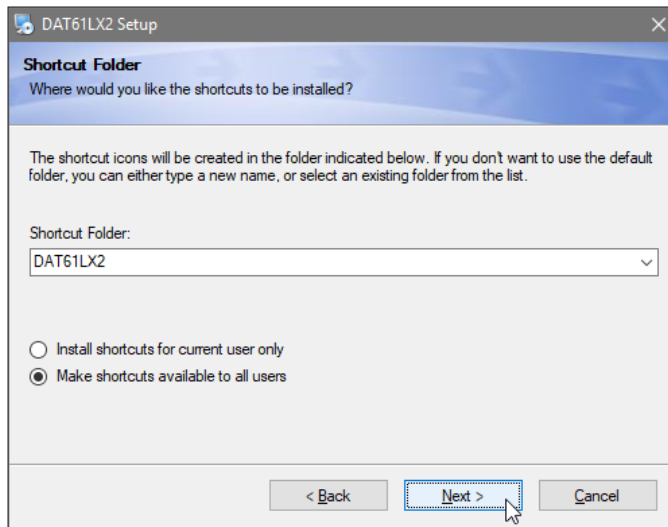 DAT61LX2 Setup
Shortcut Folder
Where would you like the shortcuts to be installed?
The shortcut icons will be created in the folder indicated below. If you don't want to use the default
folder, you can either type a new name, or select an existing folder from the list.
Shortcut Folder:
DAT61LX2
Install shortcuts for current user only
Make shortcuts available to all users
< Back
Next >
Cancel